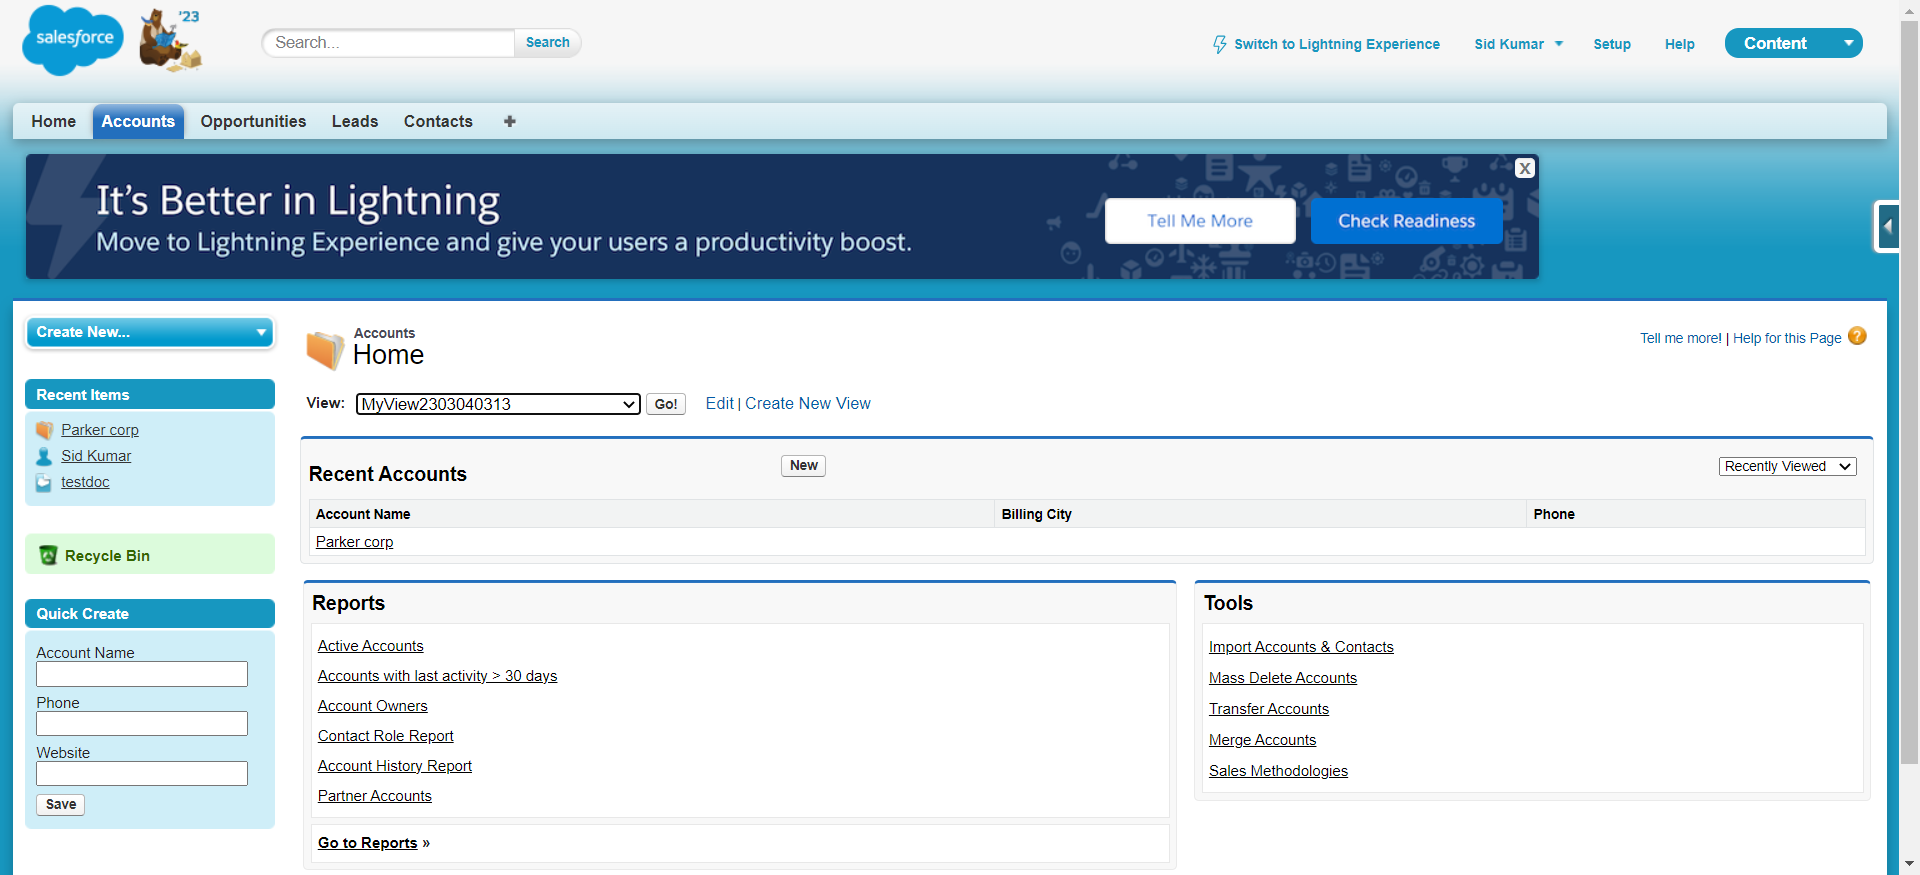 salesforce
'23
Search...
Search
Switch to Lightning Experience
Sid Kumar
Setup
Help
Content
Home
Accounts
Opportunities
Leads
Contacts
It's Better in Lightning
Move to Lightning Experience and give your users a productivity boost.
Tell Me More
Check Readiness
X
Create New...
Accounts
Home
Tell me more! | Help for this Page
?
View:
MyView2303040313
Go!
Edit | Create New View
Recent Items
Parker corp
Sid Kumar
testdoc
Recycle Bin
Quick Create
Account Name
Phone
Website
Save
Recent Accounts
New
Recently Viewed
Account Name
Billing City
Phone
Parker corp
Reports
Active Accounts
Accounts with last activity > 30 days
Account Owners
Contact Role Report
Account History Report
Partner Accounts
Go to Reports »
Tools
Import Accounts & Contacts
Mass Delete Accounts
Transfer Accounts
Merge Accounts
Sales Methodologies